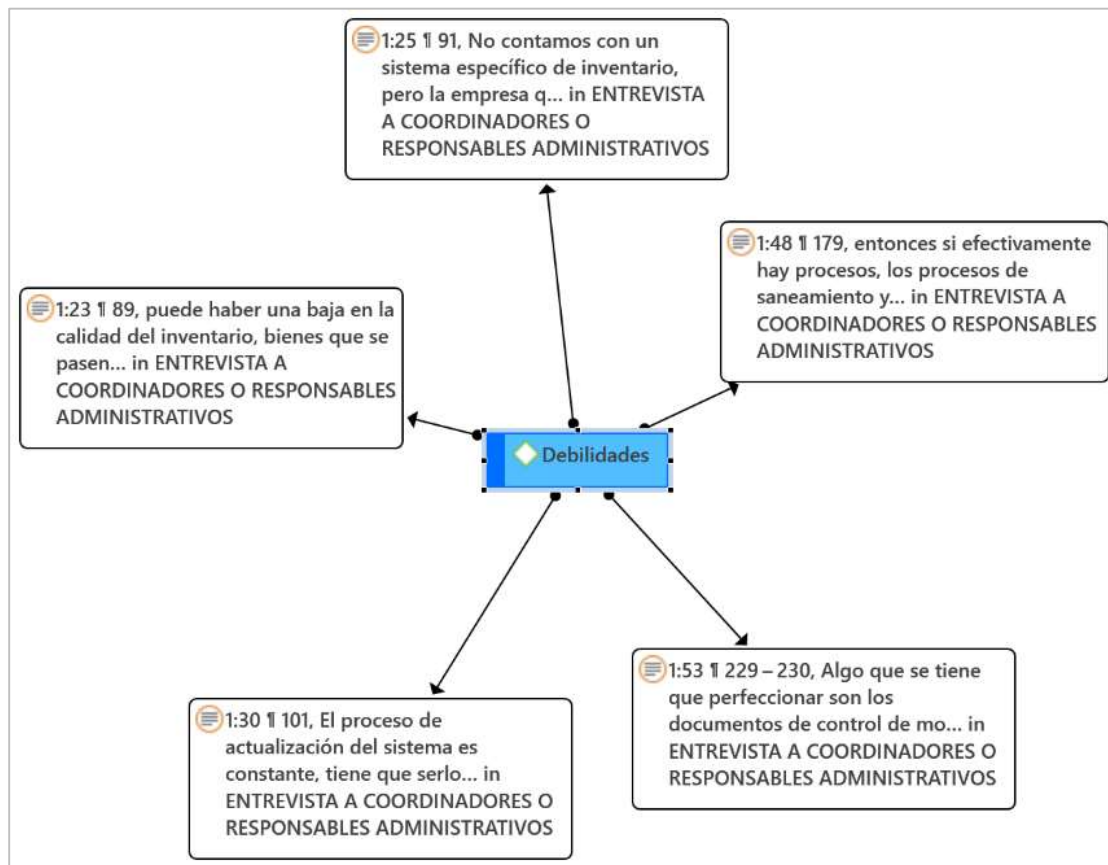 1:25 ¶ 91, No contamos con un
sistema específico de inventario,
pero la empresa q... in ENTREVISTA
A COORDINADORES O
RESPONSABLES ADMINISTRATIVOS
1:48 ¶ 179, entonces si efectivamente
hay procesos, los procesos de
saneamiento y... in ENTREVISTA A
COORDINADORES O RESPONSABLES
ADMINISTRATIVOS
1:23 ¶ 89, puede haber una baja en la
calidad del inventario, bienes que se
pasen... in ENTREVISTA A
COORDINADORES O RESPONSABLES
ADMINISTRATIVOS
Debilidades
1:53 ¶ 229 – 230, Algo que se tiene
que perfeccionar son los
documentos de control de mo... in
ENTREVISTA A COORDINADORES O
RESPONSABLES ADMINISTRATIVOS
1:30 ¶ 101, El proceso de
actualización del sistema es
constante, tiene que serlo... in
ENTREVISTA A COORDINADORES O
RESPONSABLES ADMINISTRATIVOS